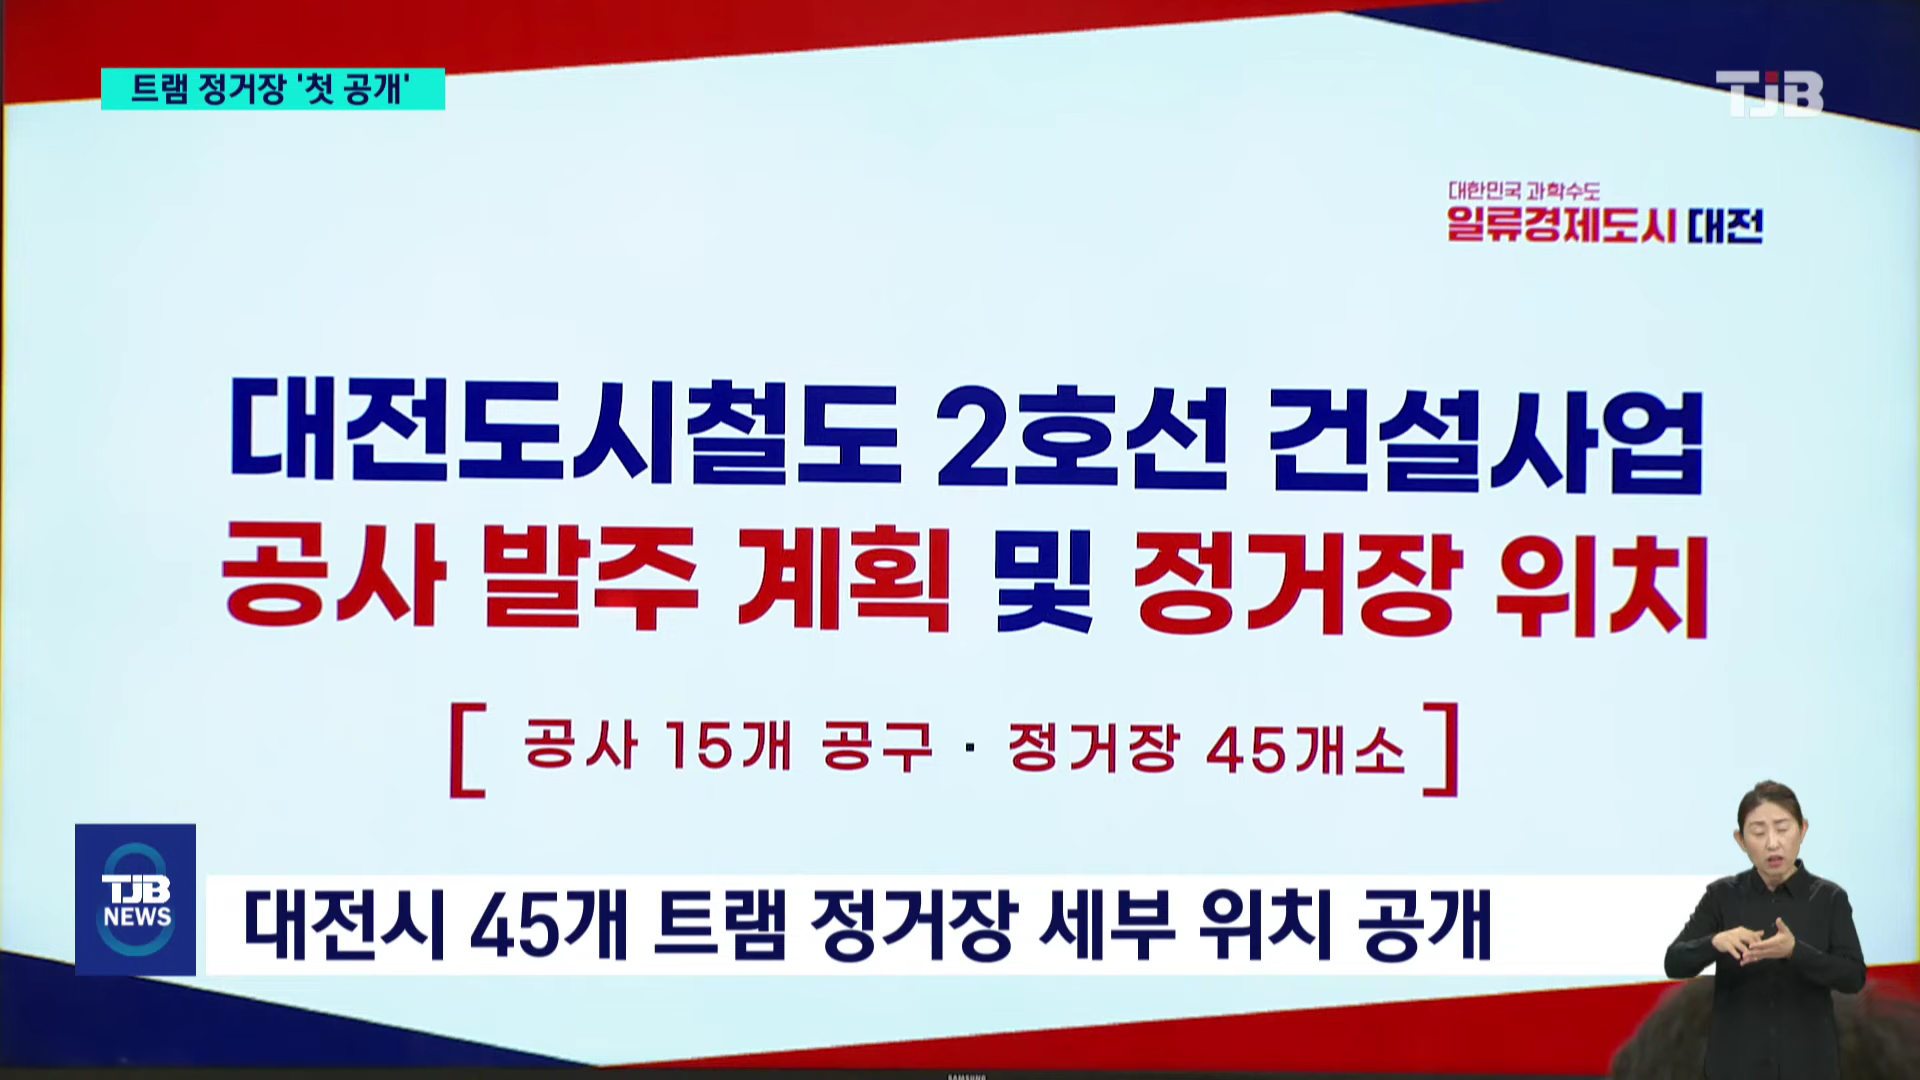 트램 정거장 '첫 공개'
TJB
대한민국 과학수도
일류경제도시 대전
대전도시철도 2호선 건설사업
공사 발주 계획 및 정거장 위치
[ 공사 15개 공구 · 정거장 45개소 ]
TJB
NEWS
대전시 45개 트램 정거장 세부 위치 공개
SAMSUNG